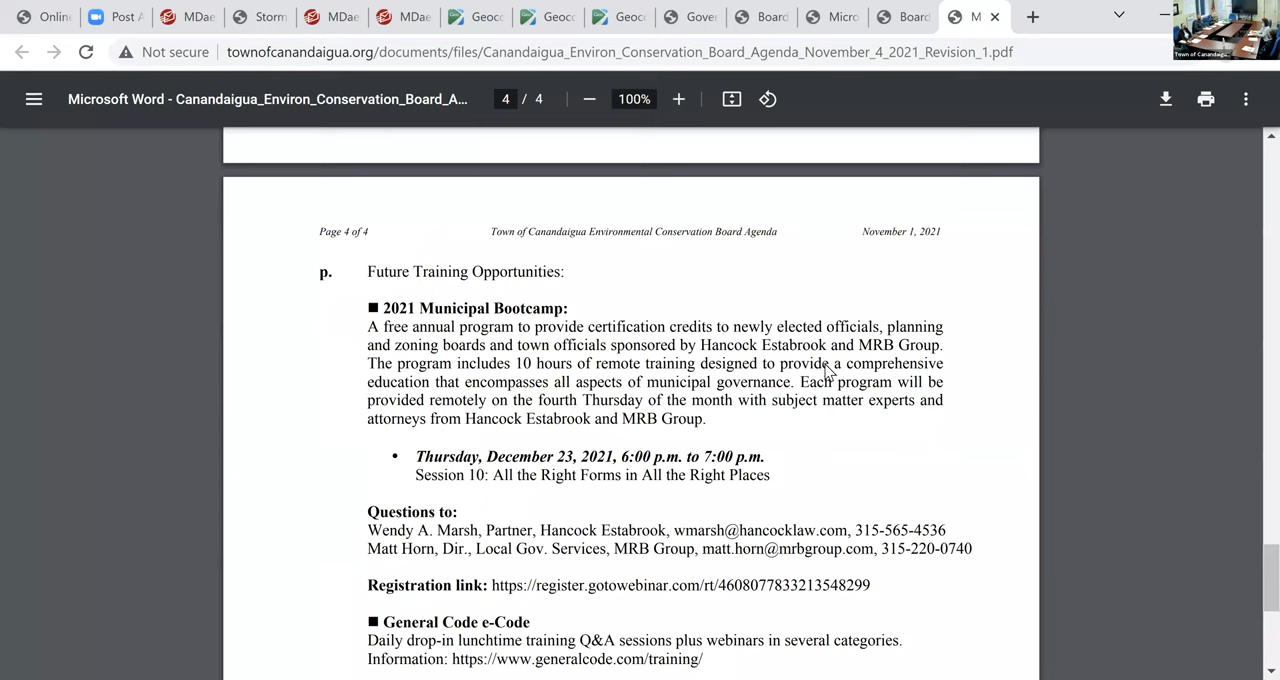 Onlin
Post A
MDae
Storm
MDae
MDae
Geoco
Geoco
Geoco
Gover
Board
Micro
Board
M
Town of Canandaigu
Not secure
townofcanandaigua.org/documents/files/Canandaigua_Environ_Conservation_Board_Agenda_November_4_2021_Revision_1.pdf
Microsoft Word - Canandaigua_Environ_Conservation_Board_A...
4 / 4
100%
Page 4 of 4
Town of Canandaigua Environmental Conservation Board Agenda
November 1, 2021
p. Future Training Opportunities:
■ 2021 Municipal Bootcamp:
A free annual program to provide certification credits to newly elected officials, planning
and zoning boards and town officials sponsored by Hancock Estabrook and MRB Group.
The program includes 10 hours of remote training designed to provide a comprehensive
education that encompasses all aspects of municipal governance. Each program will be
provided remotely on the fourth Thursday of the month with subject matter experts and
attorneys from Hancock Estabrook and MRB Group.
• Thursday, December 23, 2021, 6:00 p.m. to 7:00 p.m.
Session 10: All the Right Forms in All the Right Places
Questions to:
Wendy A. Marsh, Partner, Hancock Estabrook, wmarsh@hancocklaw.com, 315-565-4536
Matt Horn, Dir., Local Gov. Services, MRB Group, matt.horn@mrbgroup.com, 315-220-0740
Registration link: https://register.gotowebinar.com/rt/4608077833213548299
■ General Code e-Code
Daily drop-in lunchtime training Q&A sessions plus webinars in several categories.
Information: https://www.generalcode.com/training/